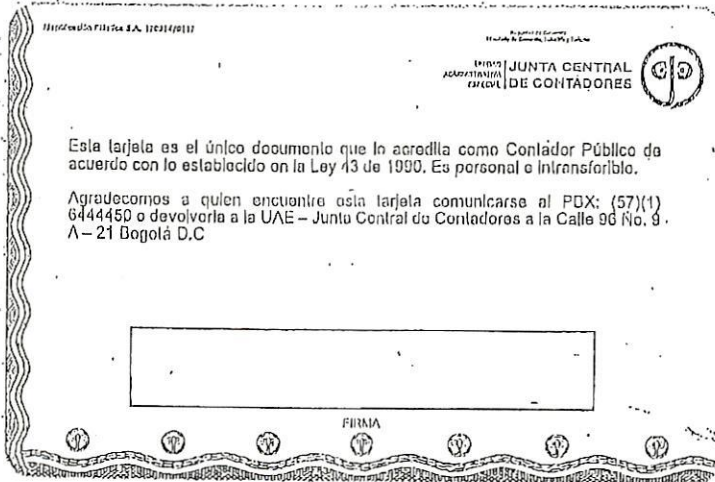 JUNTA CENTRAL
DE CONTADORES
Esta tarjeta es el único documento que lo acredita como Contador Público de
acuerdo con lo establecido en la Ley 43 de 1990. Es personal e intransferible.
Agradecemos a quien encuentre esta tarjeta comunicarse al PBX: (57)(1)
6444450 o devolverla a la UAE – Junta Central de Contadores a la Calle 96 No. 9
A – 21 Bogotá D.C
FIRMA